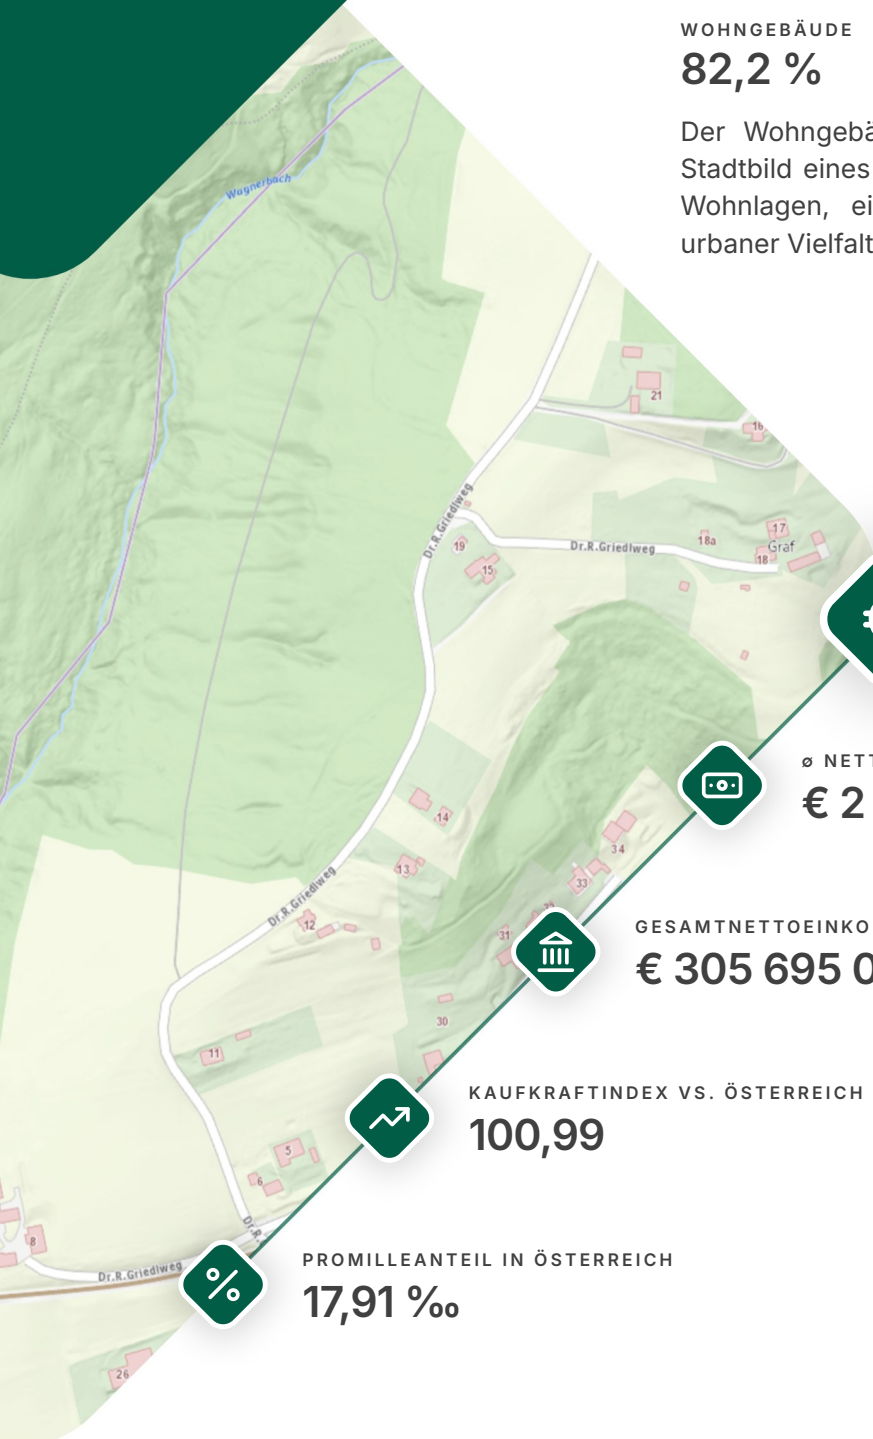 WOHNGEBÄUDE
82,2 %
Der Wohngebä
Stadtbild eines
Wohnlagen, ei
urbaner Vielfalt
Wagnerbach
21
16
Dr.R.Griedlweg
19
15
Dr.R.Griedlweg
18a
17
Graf
18
ø NETT
€ 2
14
13
34
33
Dr.R.Griedlweg
12
31
GESAMTNETTOEINKO
€ 305 695 0
30
11
KAUFKRAFTINDEX VS. ÖSTERREICH
100,99
5
6
Dr.R.
8
Dr.R.Griedlweg
PROMILLEANTEIL IN ÖSTERREICH
17,91 ‰
26